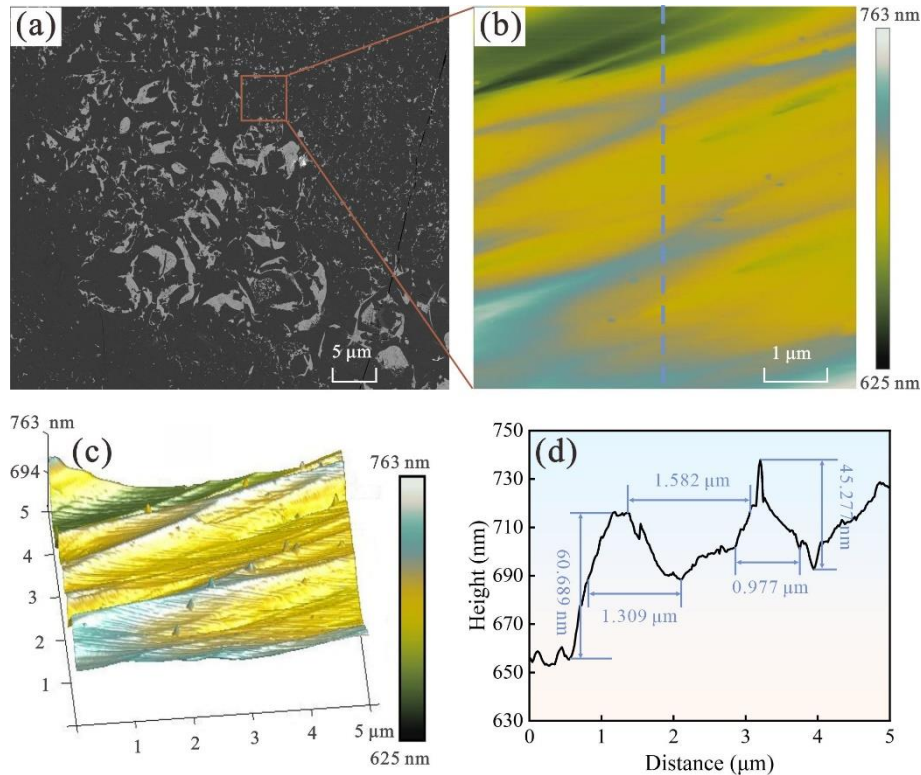 (a)
5 μm
(b)
1 μm
763 nm
625 nm
(c)
763 nm
694
5
4
3
2
1
1
2
3
4
5 μm
763 nm
625 nm
(d)
Height (nm)
750
730
710
690
670
650
630
60.689 nm
1.309 μm
1.582 μm
0.977 μm
45.277 nm
0
1
2
3
4
5
Distance (μm)